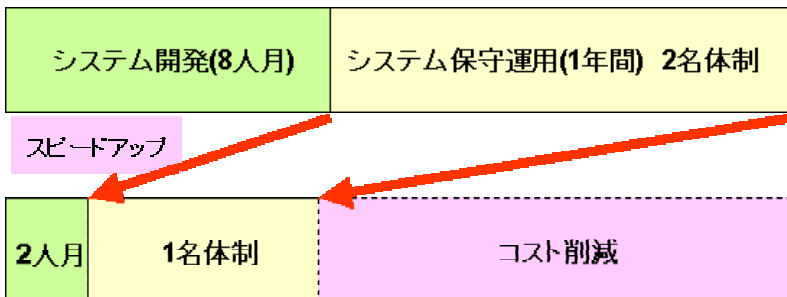 システム開発(8人月)
システム保守運用(1年間) 2名体制
スピードアップ
2人月
1名体制
コスト削減